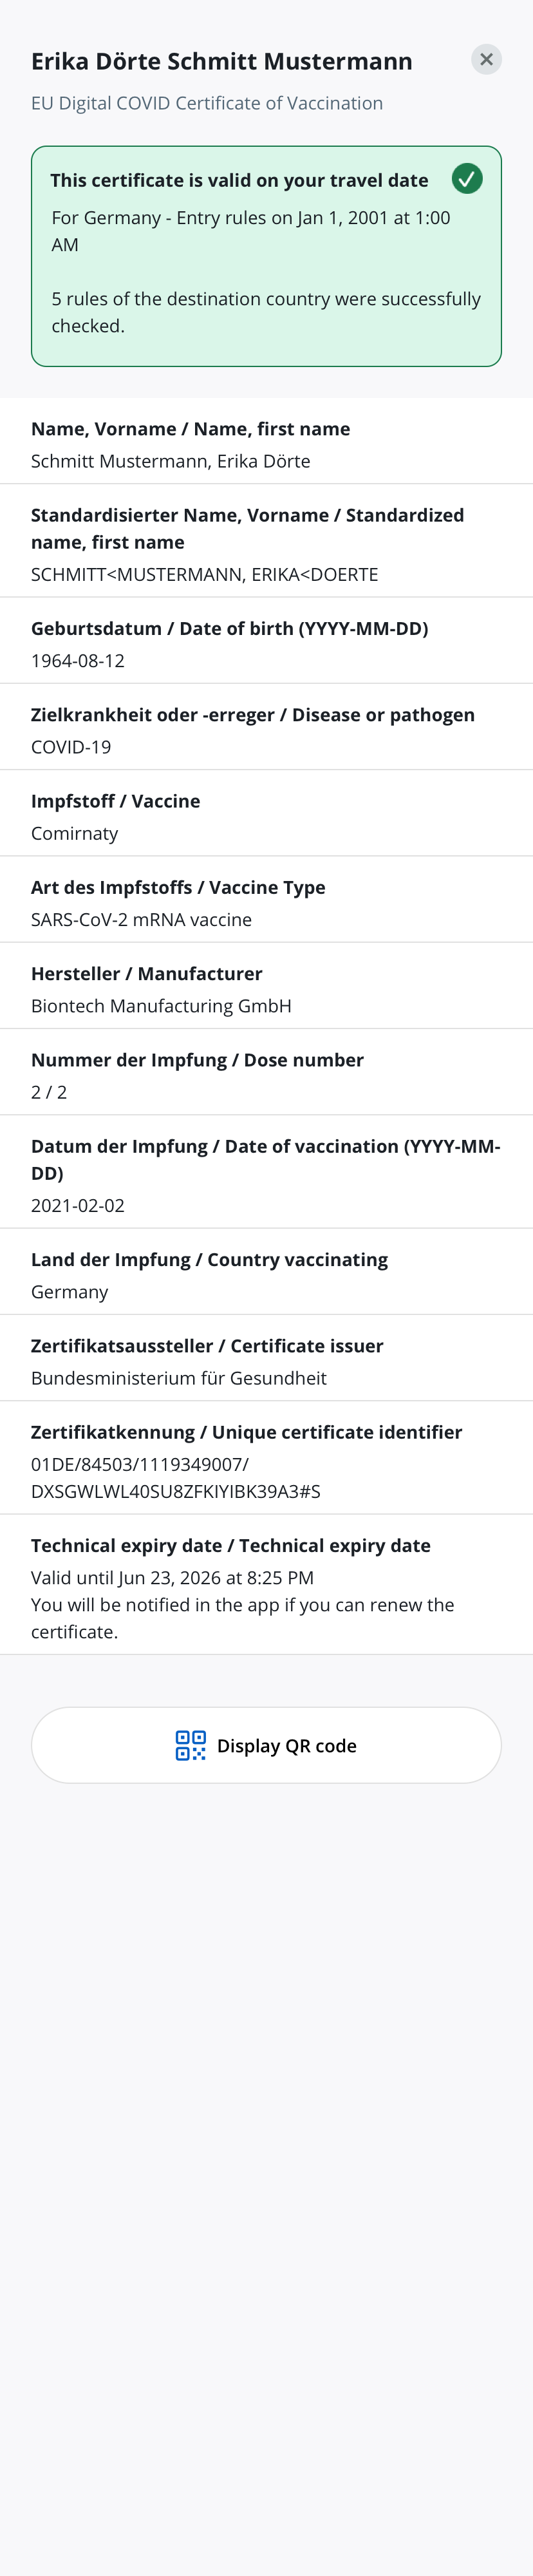 Erika Dörte Schmitt Mustermann
EU Digital COVID Certificate of Vaccination
This certificate is valid on your travel date
For Germany - Entry rules on Jan 1, 2001 at 1:00
AM
5 rules of the destination country were successfully
checked.
Name, Vorname / Name, first name
Schmitt Mustermann, Erika Dörte
Standardisierter Name, Vorname / Standardized
name, first name
SCHMITT<MUSTERMANN, ERIKA<DOERTE
Geburtsdatum / Date of birth (YYYY-MM-DD)
1964-08-12
Zielkrankheit oder -erreger / Disease or pathogen
COVID-19
Impfstoff / Vaccine
Comirnaty
Art des Impfstoffs / Vaccine Type
SARS-CoV-2 mRNA vaccine
Hersteller / Manufacturer
Biontech Manufacturing GmbH
Nummer der Impfung / Dose number
2 / 2
Datum der Impfung / Date of vaccination (YYYY-MM-
DD)
2021-02-02
Land der Impfung / Country vaccinating
Germany
Zertifikatsaussteller / Certificate issuer
Bundesministerium für Gesundheit
Zertifikatkennung / Unique certificate identifier
01DE/84503/1119349007/
DXSGWLWL40SU8ZFKIYIBK39A3#S
Technical expiry date / Technical expiry date
Valid until Jun 23, 2026 at 8:25 PM
You will be notified in the app if you can renew the
certificate.
Display QR code